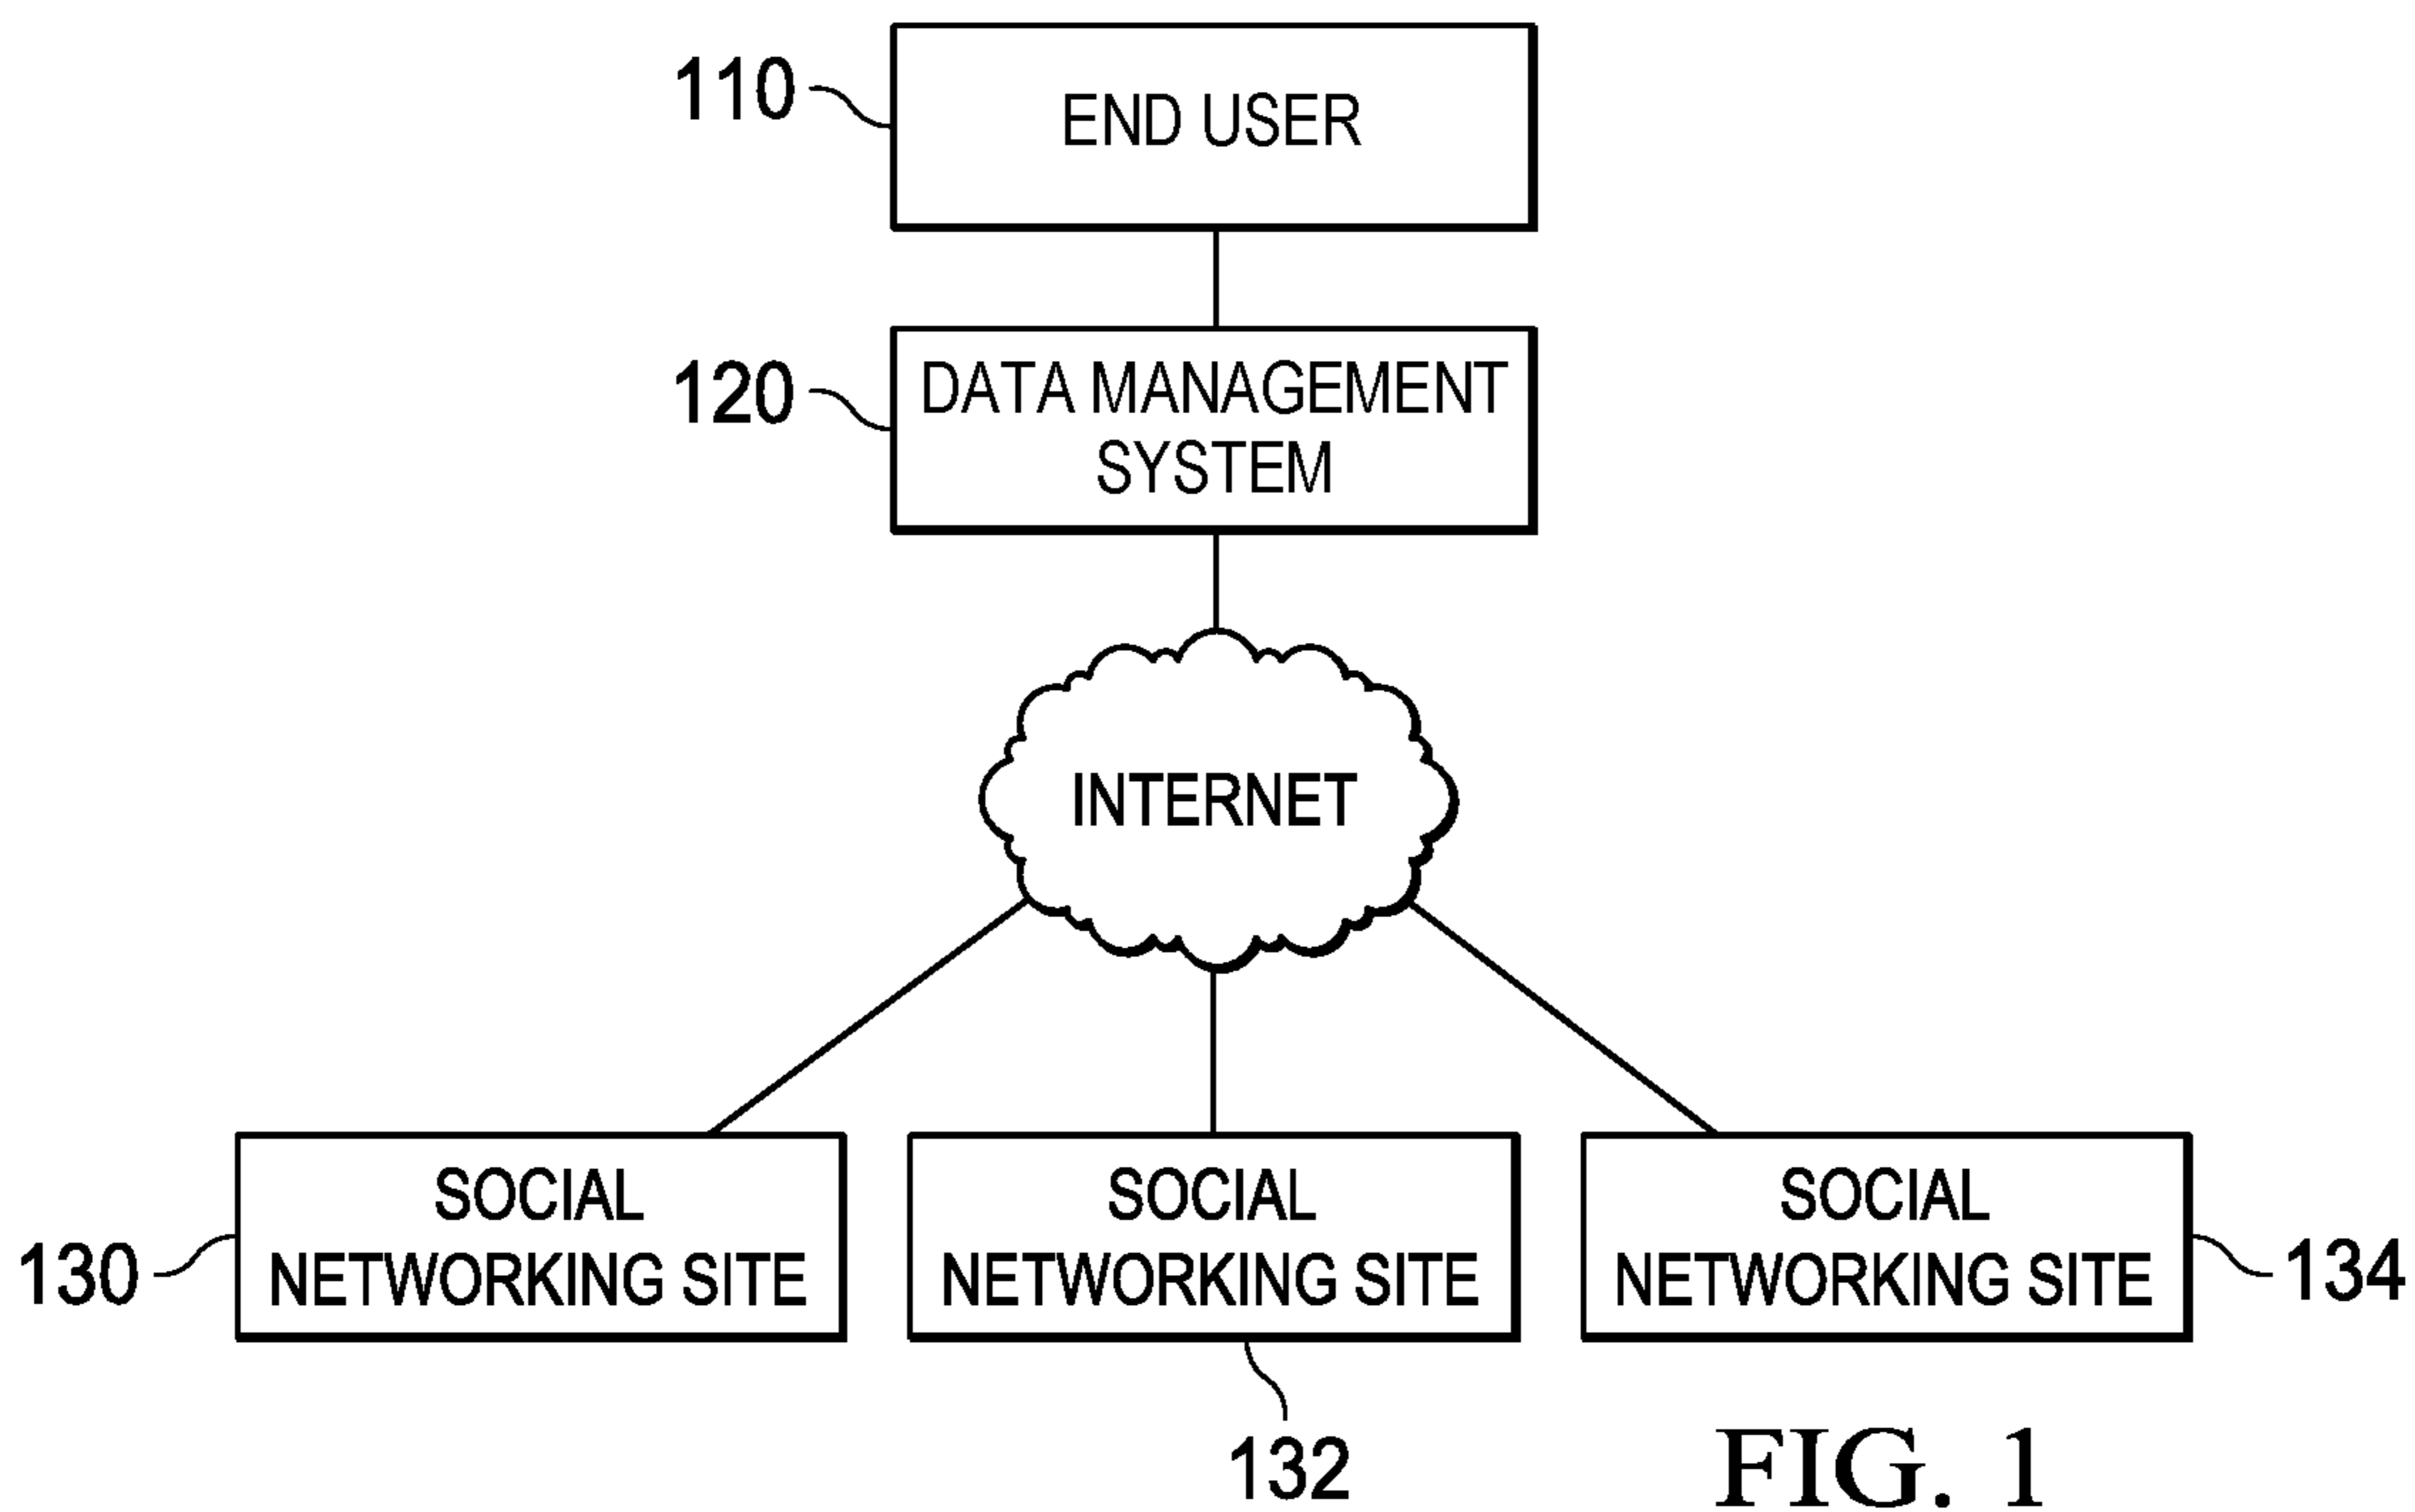 110
END USER
120
DATA MANAGEMENT
SYSTEM
INTERNET
SOCIAL
NETWORKING SITE
130
SOCIAL
NETWORKING SITE
132
SOCIAL
NETWORKING SITE
134
FIG. 1